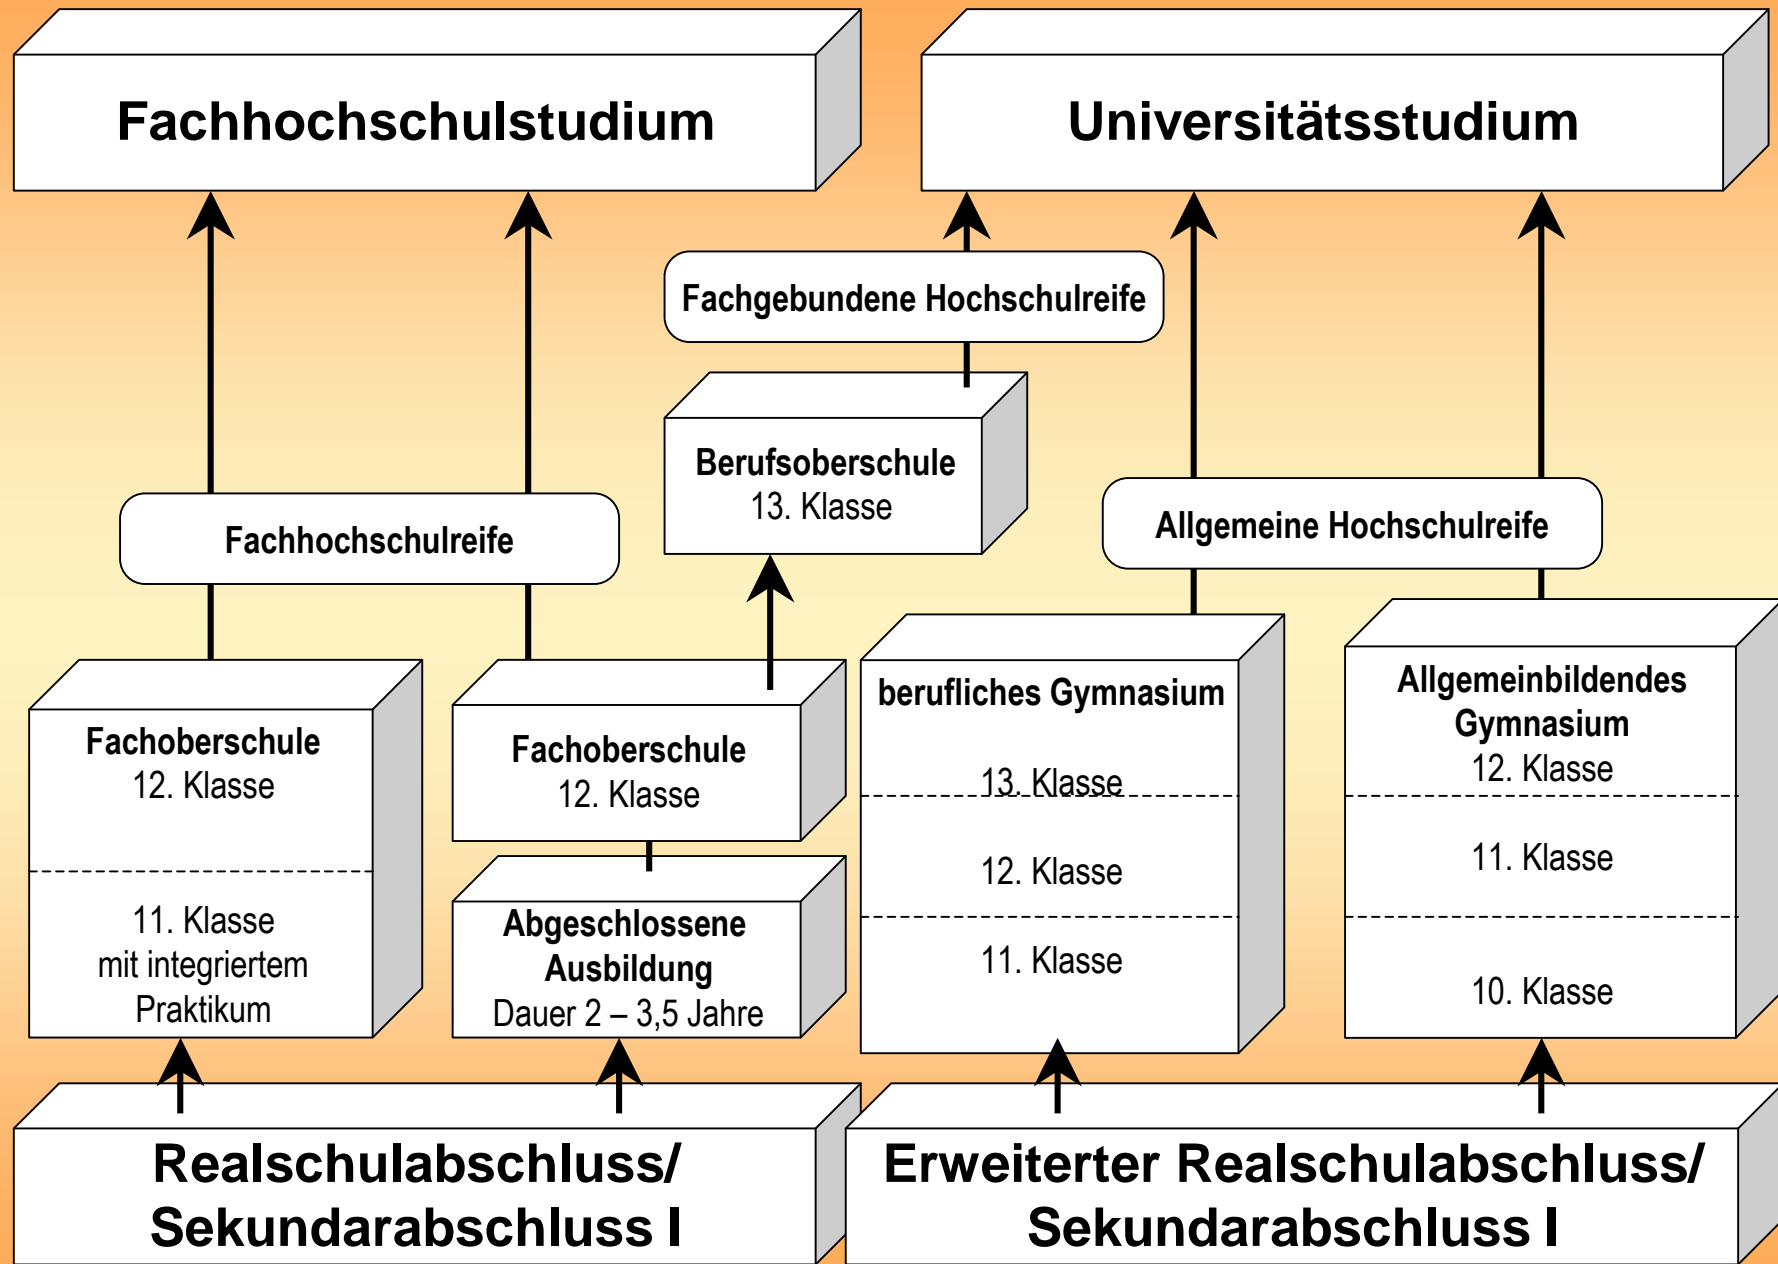 Fachhochschulstudium
Universitätsstudium
Fachgebundene Hochschulreife
Berufsoberschule
13. Klasse
Fachhochschulreife
Allgemeine Hochschulreife
Fachoberschule
12. Klasse
11. Klasse
mit integriertem
Praktikum
Fachoberschule
12. Klasse
Abgeschlossene
Ausbildung
Dauer 2 – 3,5 Jahre
berufliches Gymnasium
13. Klasse
12. Klasse
11. Klasse
Allgemeinbildendes
Gymnasium
12. Klasse
11. Klasse
10. Klasse
Realschulabschluss/
Sekundarabschluss I
Erweiterter Realschulabschluss/
Sekundarabschluss I